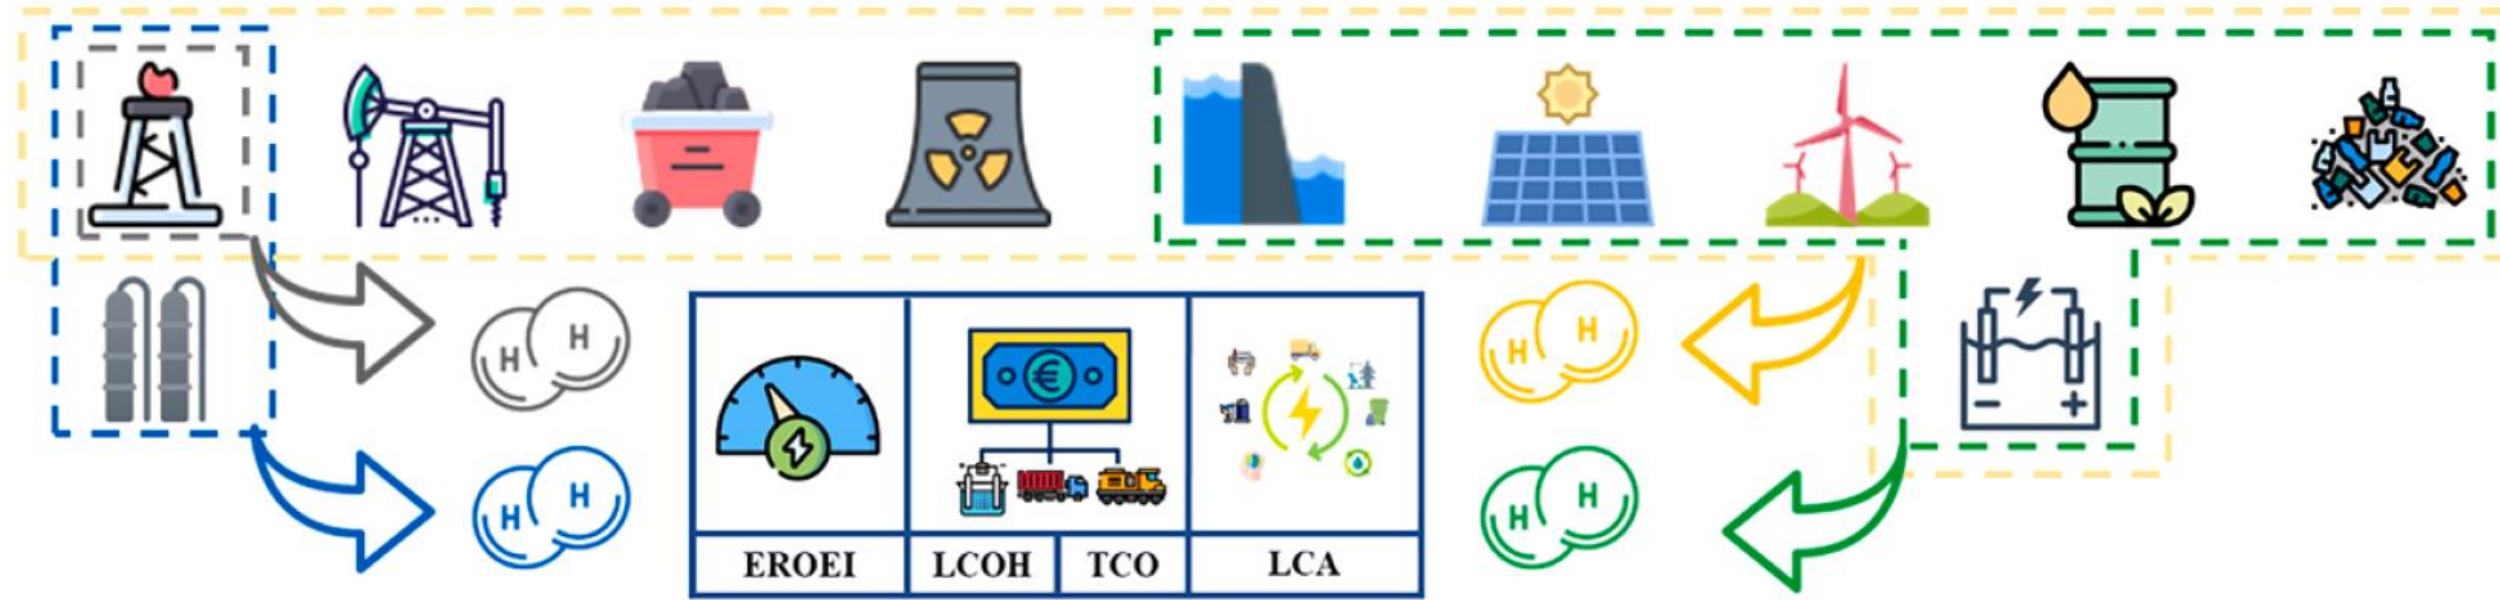 H H
H H
H H
H H
€
− +
EROEI LCOH TCO LCA